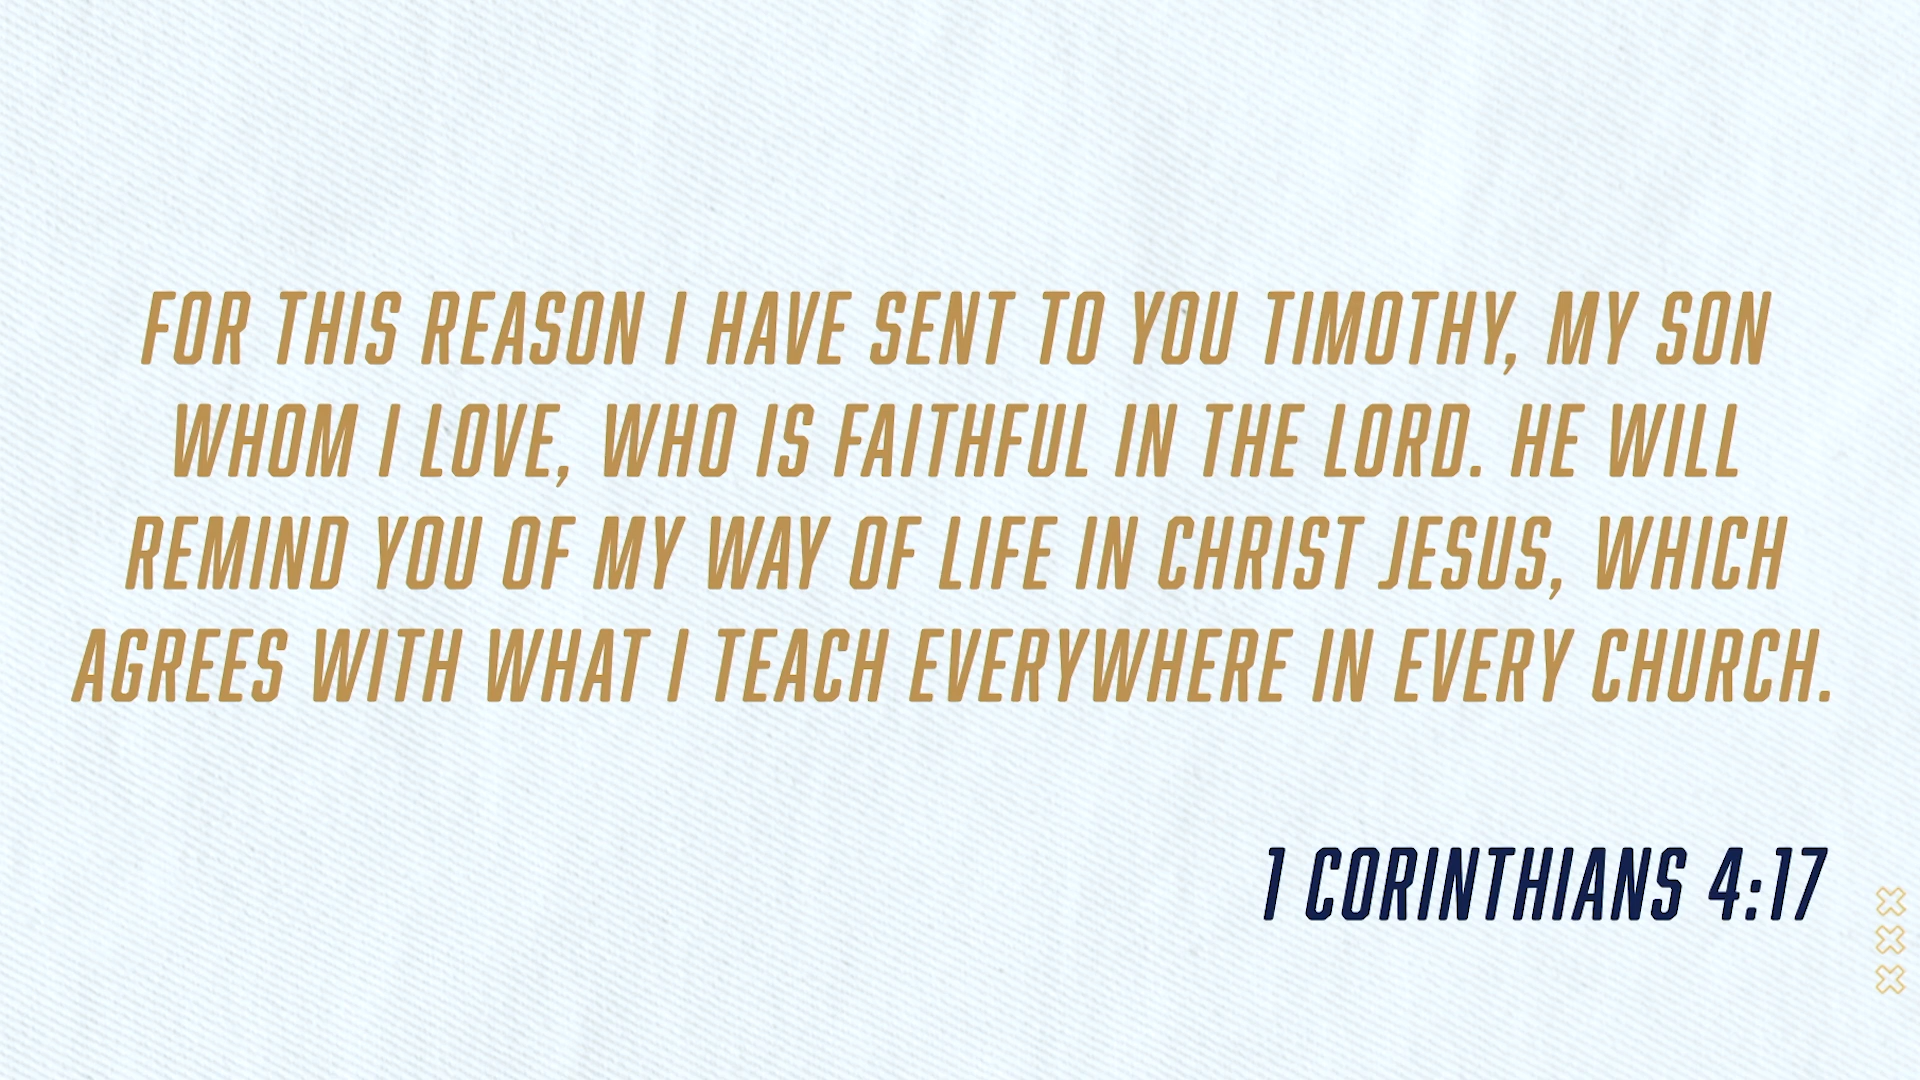 FOR THIS REASON I HAVE SENT TO YOU TIMOTHY, MY SON
WHOM I LOVE, WHO IS FAITHFUL IN THE LORD. HE WILL
REMIND YOU OF MY WAY OF LIFE IN CHRIST JESUS, WHICH
AGREES WITH WHAT I TEACH EVERYWHERE IN EVERY CHURCH.
1 CORINTHIANS 4:17